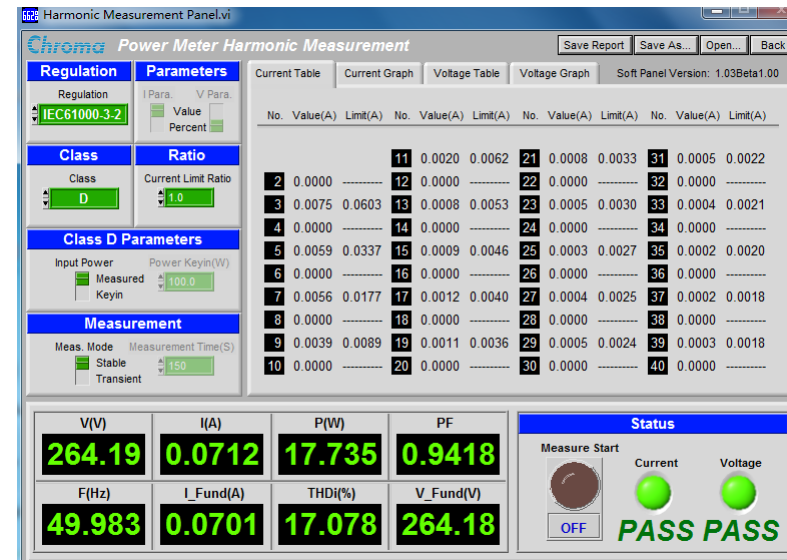 Harmonic Measurement Panel.vi
Chroma Power Meter Harmonic Measurement
Save Report Save As... Open... Back
Regulation Parameters
Current Table Current Graph Voltage Table Voltage Graph Soft Panel Version: 1.03Beta1.00
Regulation I Para. V Para.
IEC61000-3-2 Value
Percent
No. Value(A) Limit(A) No. Value(A) Limit(A) No. Value(A) Limit(A) No. Value(A) Limit(A)
Class Ratio
Class Current Limit Ratio
D 1.0
11 0.0020 0.0062 21 0.0008 0.0033 31 0.0005 0.0022
2 0.0000 ---------- 12 0.0000 ---------- 22 0.0000 ---------- 32 0.0000 ----------
3 0.0075 0.0603 13 0.0008 0.0053 23 0.0005 0.0030 33 0.0004 0.0021
4 0.0000 ---------- 14 0.0000 ---------- 24 0.0000 ---------- 34 0.0000 ----------
5 0.0059 0.0337 15 0.0009 0.0046 25 0.0003 0.0027 35 0.0002 0.0020
6 0.0000 ---------- 16 0.0000 ---------- 26 0.0000 ---------- 36 0.0000 ----------
7 0.0056 0.0177 17 0.0012 0.0040 27 0.0004 0.0025 37 0.0002 0.0018
8 0.0000 ---------- 18 0.0000 ---------- 28 0.0000 ---------- 38 0.0000 ----------
9 0.0039 0.0089 19 0.0011 0.0036 29 0.0005 0.0024 39 0.0003 0.0018
10 0.0000 ---------- 20 0.0000 ---------- 30 0.0000 ---------- 40 0.0000 ----------
Class D Parameters
Input Power Power Keyin(W)
Measured 100.0
Keyin
Measurement
Meas. Mode Measurement Time(S)
Stable 150
Transient
V(V) I(A) P(W) PF
264.19 0.0712 17.735 0.9418
F(Hz) I_Fund(A) THDi(%) V_Fund(V)
49.983 0.0701 17.078 264.18
Status
Measure Start
Current Voltage
OFF PASS PASS